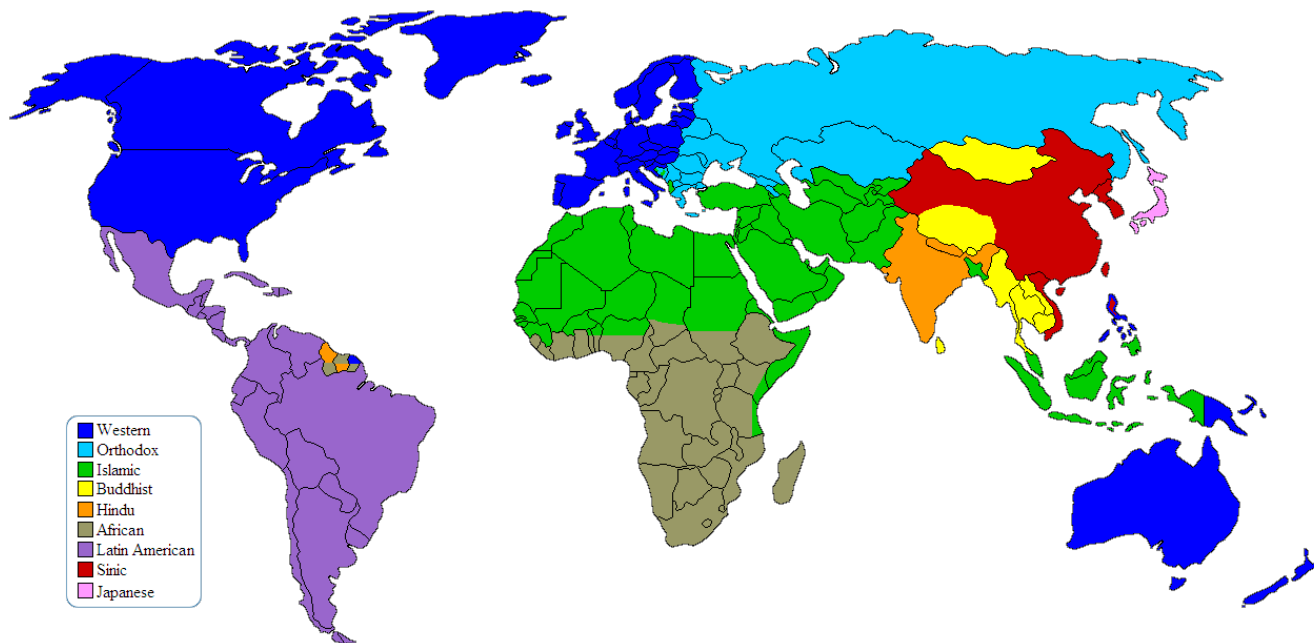 Western
Orthodox
Islamic
Buddhist
Hindu
African
Latin American
Sinic
Japanese